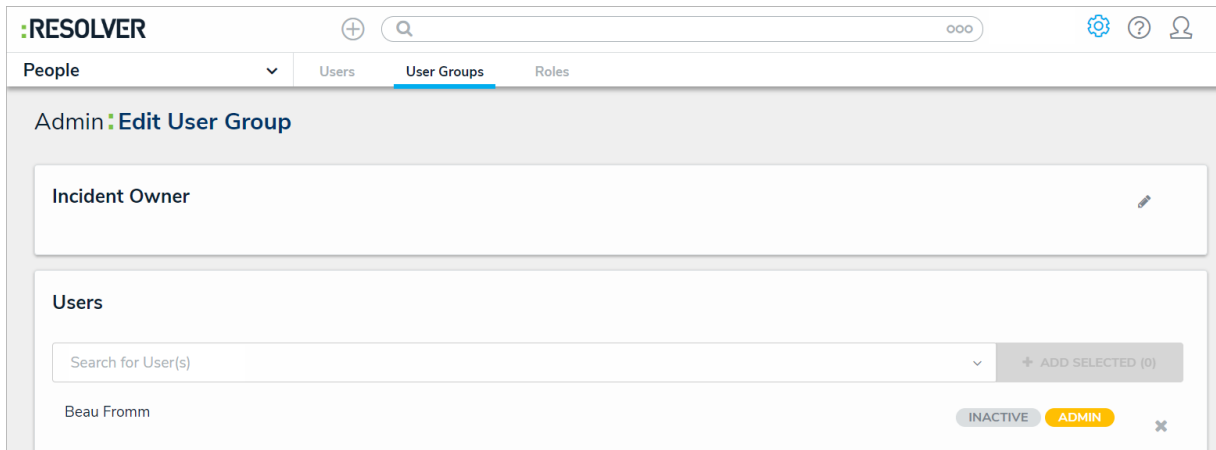 :RESOLVER
People Users User Groups Roles
Admin:Edit User Group
Incident Owner
Users
Search for User(s) + ADD SELECTED (0)
Beau Fromm INACTIVE ADMIN